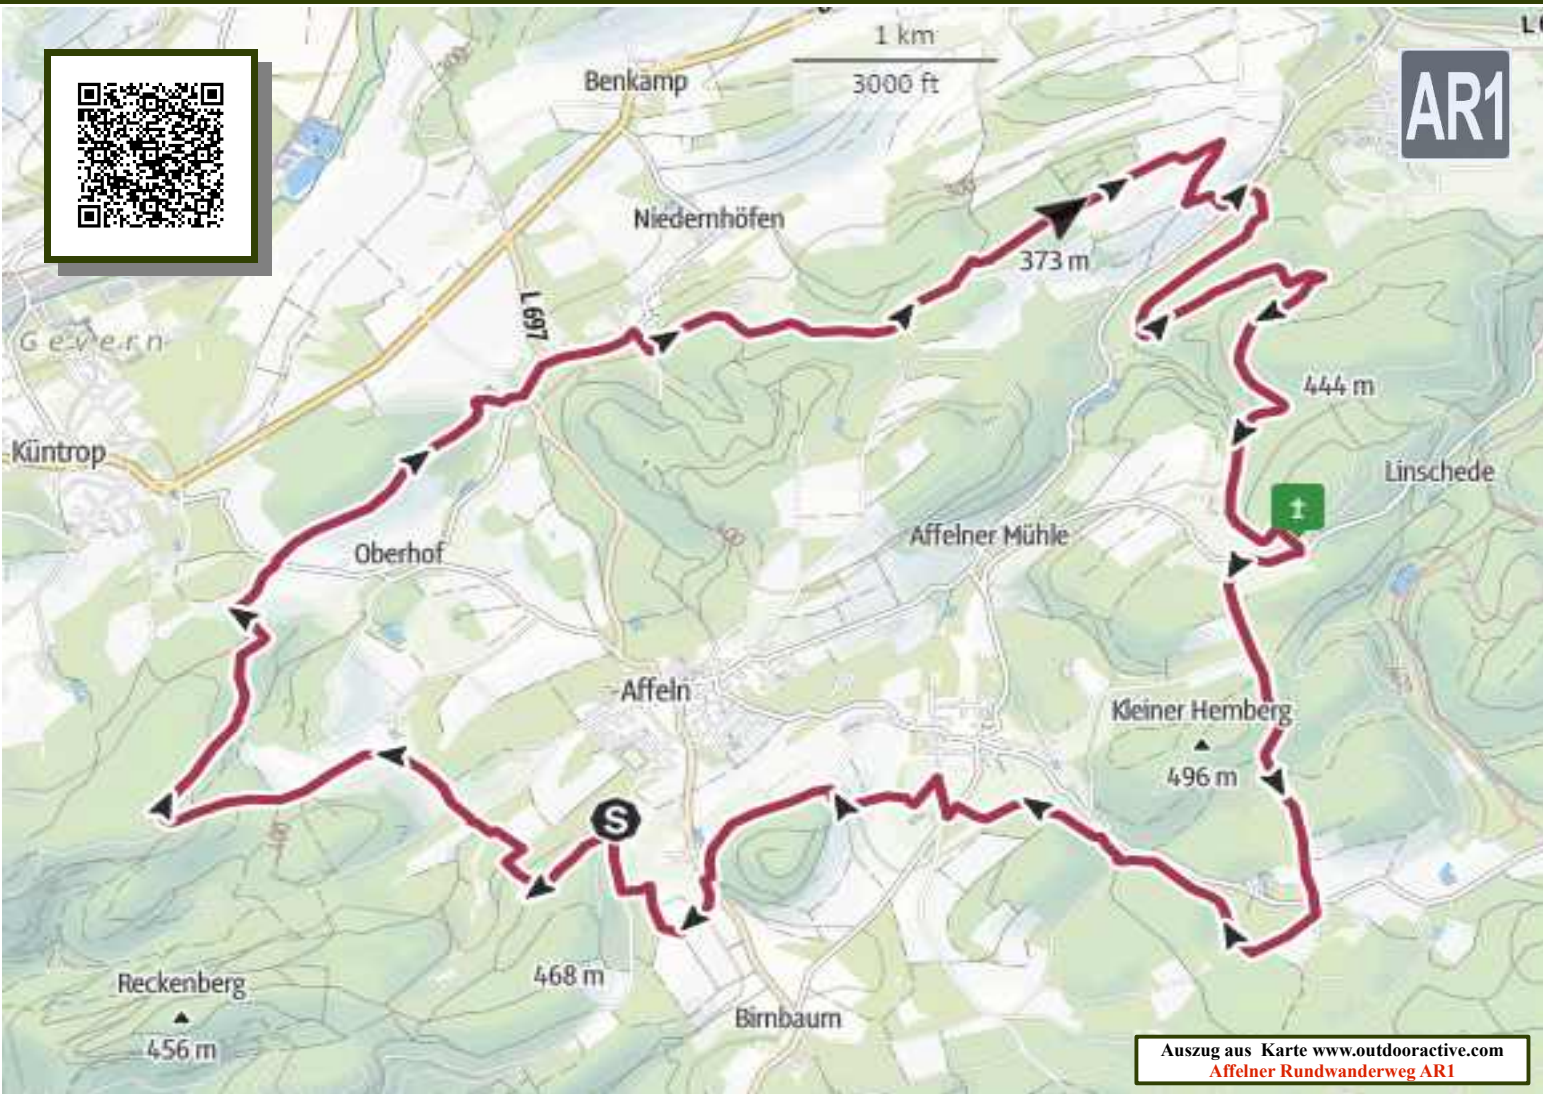 L
1 km
AR1
Benkamp
3000 ft
Niedernhöfen
373 m
L 697
Gevern
444 m
Küntrop
Linschede
Affelner Mühle
Oberhof
Affeln
Kleiner Hemberg
496 m
S
468 m
Reckenberg
456 m
Birnbaum
Auszug aus Karte www.outdooractive.com
Affelner Rundwanderweg AR1